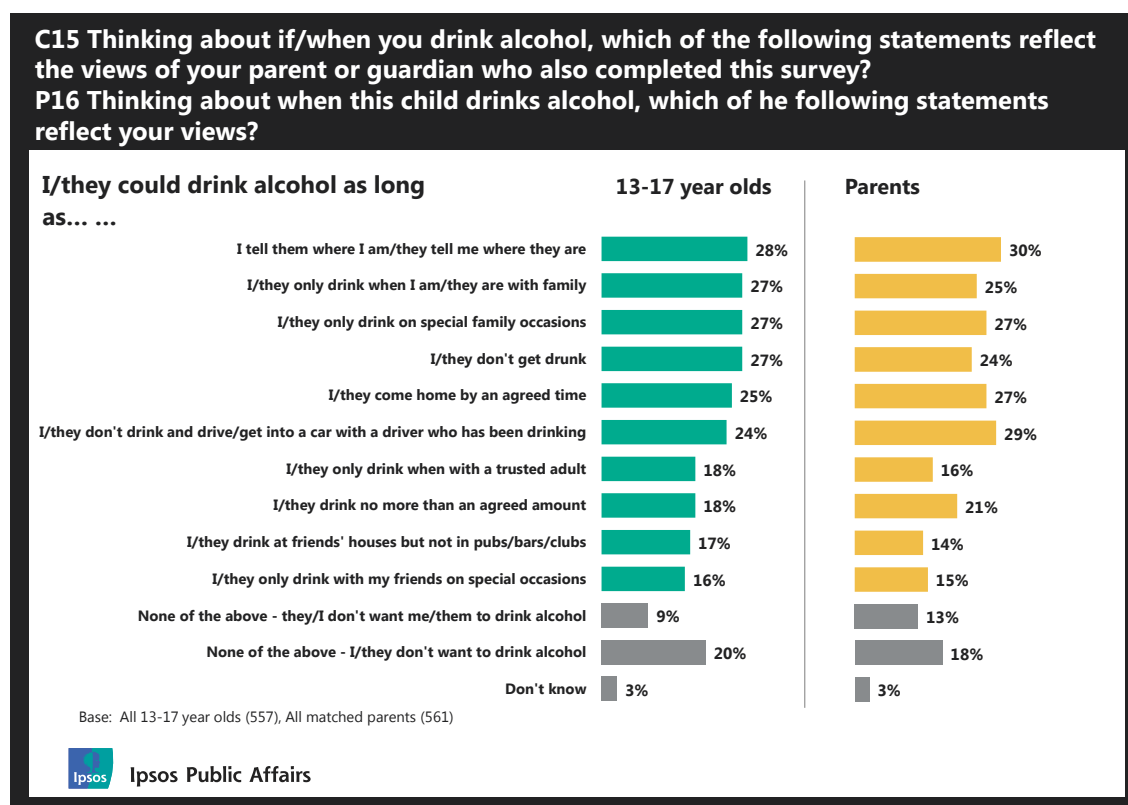 C15 Thinking about if/when you drink alcohol, which of the following statements reflect
the views of your parent or guardian who also completed this survey?
P16 Thinking about when this child drinks alcohol, which of he following statements
reflect your views?
I/they could drink alcohol as long
as... ...
13-17 year olds
Parents
I tell them where I am/they tell me where they are 28% 30%
I/they only drink when I am/they are with family 27% 25%
I/they only drink on special family occasions 27% 27%
I/they don't get drunk 27% 24%
I/they come home by an agreed time 25% 27%
I/they don't drink and drive/get into a car with a driver who has been drinking 24% 29%
I/they only drink when with a trusted adult 18% 16%
I/they drink no more than an agreed amount 18% 21%
I/they drink at friends' houses but not in pubs/bars/clubs 17% 14%
I/they only drink with my friends on special occasions 16% 15%
None of the above - they/I don't want me/them to drink alcohol 9% 13%
None of the above - I/they don't want to drink alcohol 20% 18%
Don't know 3% 3%
Base: All 13-17 year olds (557), All matched parents (561)
Ipsos
Ipsos Public Affairs